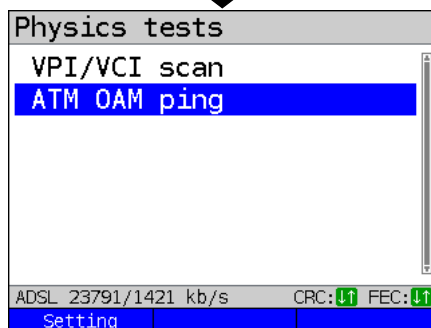 Physics tests
VPI/VCI scan
ATM OAM ping
ADSL 23791/1421 kb/s CRC: FEC:
Setting